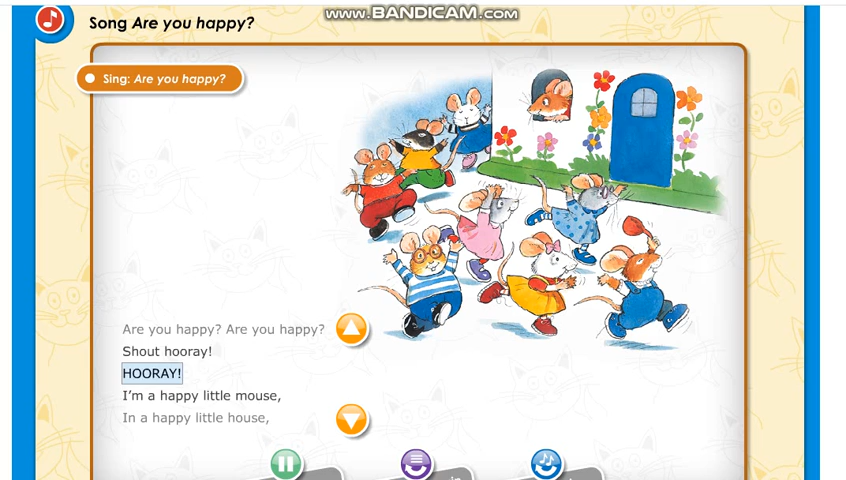 www.BANDICAM.com
Song Are you happy?
Sing: Are you happy?
Are you happy? Are you happy?
Shout hooray!
HOORAY!
I'm a happy little mouse,
In a happy little house,